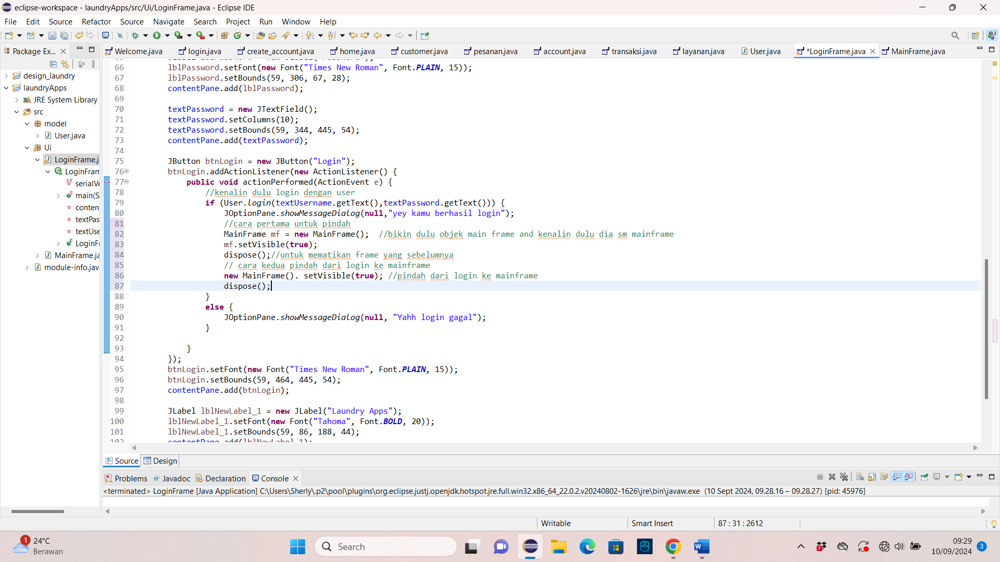 eclipse-workspace - laundryApps/src/Ui/LoginFrame.java - Eclipse IDE
File Edit Source Refactor Source Navigate Search Project Run Window Help
Package Ex...
Welcome.java login.java create_account.java home.java customer.java pesanan.java account.java transaksi.java layanan.java User.java *LoginFrame.java MainFrame.java
design_laundry
laundryApps
JRE System Library
src
model
User.java
Ui
LoginFrame.j
LoginFram
serialVe
main(S
conten
textPas
textUse
LoginFr
MainFrame.ja
module-info.jav
66 lblPassword.setFont(new Font("Times New Roman", Font.PLAIN, 15));
67 lblPassword.setBounds(59, 306, 67, 28);
68 contentPane.add(lblPassword);
69
70 textPassword = new JTextField();
71 textPassword.setColumns(10);
72 textPassword.setBounds(59, 344, 445, 54);
73 contentPane.add(textPassword);
74
75 JButton btnLogin = new JButton("Login");
76 btnLogin.addActionListener(new ActionListener() {
77 public void actionPerformed(ActionEvent e) {
78 //kenalin dulu login dengan user
79 if (User.login(textUsername.getText(),textPassword.getText())) {
80 JOptionPane.showMessageDialog(null,"yey kamu berhasil login");
81 //cara pertama untuk pindah
82 MainFrame mf = new MainFrame(); //bikin dulu objek main frame and kenalin dulu dia sm mainframe
83 mf.setVisible(true);
84 dispose();//untuk mematikan frame yang sebelumnya
85 // cara kedua pindah dari login ke mainframe
86 new MainFrame(). setVisible(true); //pindah dari login ke mainframe
87 dispose();
88 }
89 else {
90 JOptionPane.showMessageDialog(null, "Yahh login gagal");
91 }
92
93 }
94 });
95 btnLogin.setFont(new Font("Times New Roman", Font.PLAIN, 15));
96 btnLogin.setBounds(59, 464, 445, 54);
97 contentPane.add(btnLogin);
98
99 JLabel lblNewLabel_1 = new JLabel("Laundry Apps");
100 lblNewLabel_1.setFont(new Font("Tahoma", Font.BOLD, 20));
101 lblNewLabel_1.setBounds(59, 86, 188, 44);
102 contentPane.add(lblNewLabel_1);
Source Design
Problems Javadoc Declaration Console
<terminated> LoginFrame [Java Application] C:\Users\Sherly\.p2\pool\plugins\org.eclipse.justj.openjdk.hotspot.jre.full.win32.x86_64_22.0.2.v20240802-1626\jre\bin\javaw.exe (10 Sept 2024, 09.28.16 – 09.28.27) [pid: 45976]
Writable Smart Insert 87 : 31 : 2612
1
24°C
Berawan
Search
7
09:29
10/09/2024
3